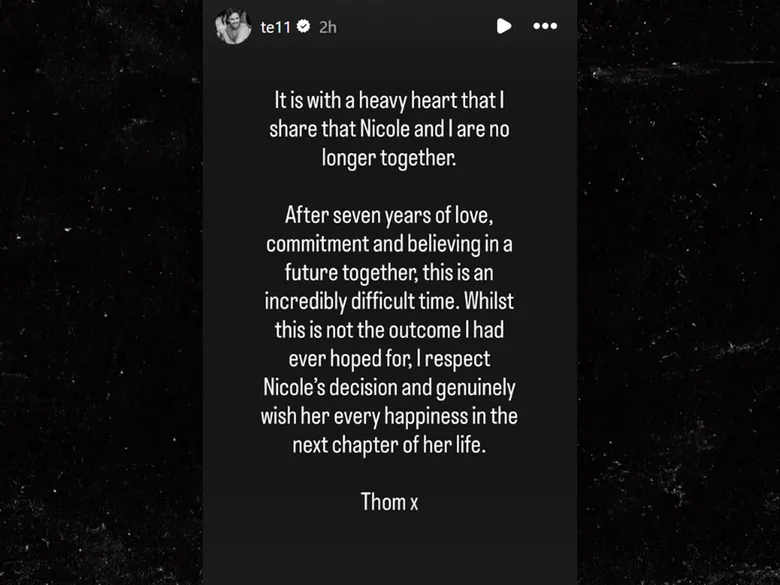 te11 2h
It is with a heavy heart that I
share that Nicole and I are no
longer together.
After seven years of love,
commitment and believing in a
future together, this is an
incredibly difficult time. Whilst
this is not the outcome I had
ever hoped for, I respect
Nicole’s decision and genuinely
wish her every happiness in the
next chapter of her life.
Thom x